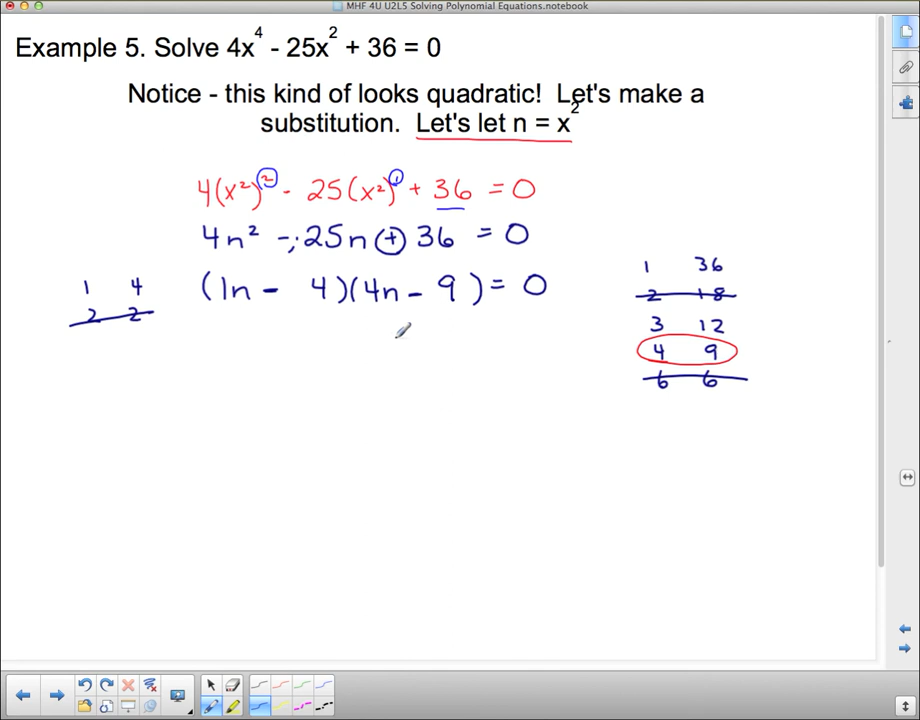 MHF 4U U2L5 Solving Polynomial Equations.notebook
Example 5. Solve 4x⁴ - 25x² + 36 = 0
Notice - this kind of looks quadratic! Let's make a
substitution. Let's let n = x²
4(x²)² - 25(x²)¹ + 36 = 0
4n² - 25n + 36 = 0
(1n - 4)(4n - 9) = 0
1 4
2 2
1 36
2 18
3 12
4 9
6 6